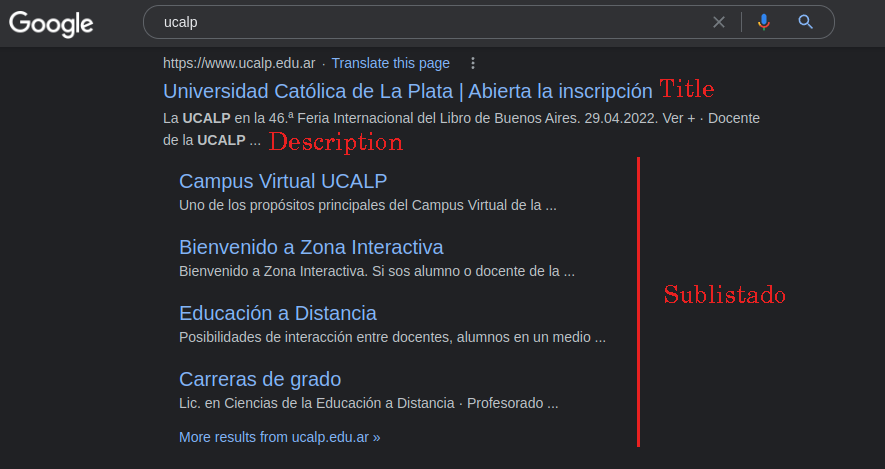 Google
ucalp
https://www.ucalp.edu.ar · Translate this page
Universidad Católica de La Plata | Abierta la inscripción Title
La UCALP en la 46.ª Feria Internacional del Libro de Buenos Aires. 29.04.2022. Ver + · Docente
de la UCALP ... Description
Campus Virtual UCALP
Uno de los propósitos principales del Campus Virtual de la ...
Bienvenido a Zona Interactiva
Bienvenido a Zona Interactiva. Si sos alumno o docente de la ...
Sublistado
Educación a Distancia
Posibilidades de interacción entre docentes, alumnos en un medio ...
Carreras de grado
Lic. en Ciencias de la Educación a Distancia · Profesorado ...
More results from ucalp.edu.ar »